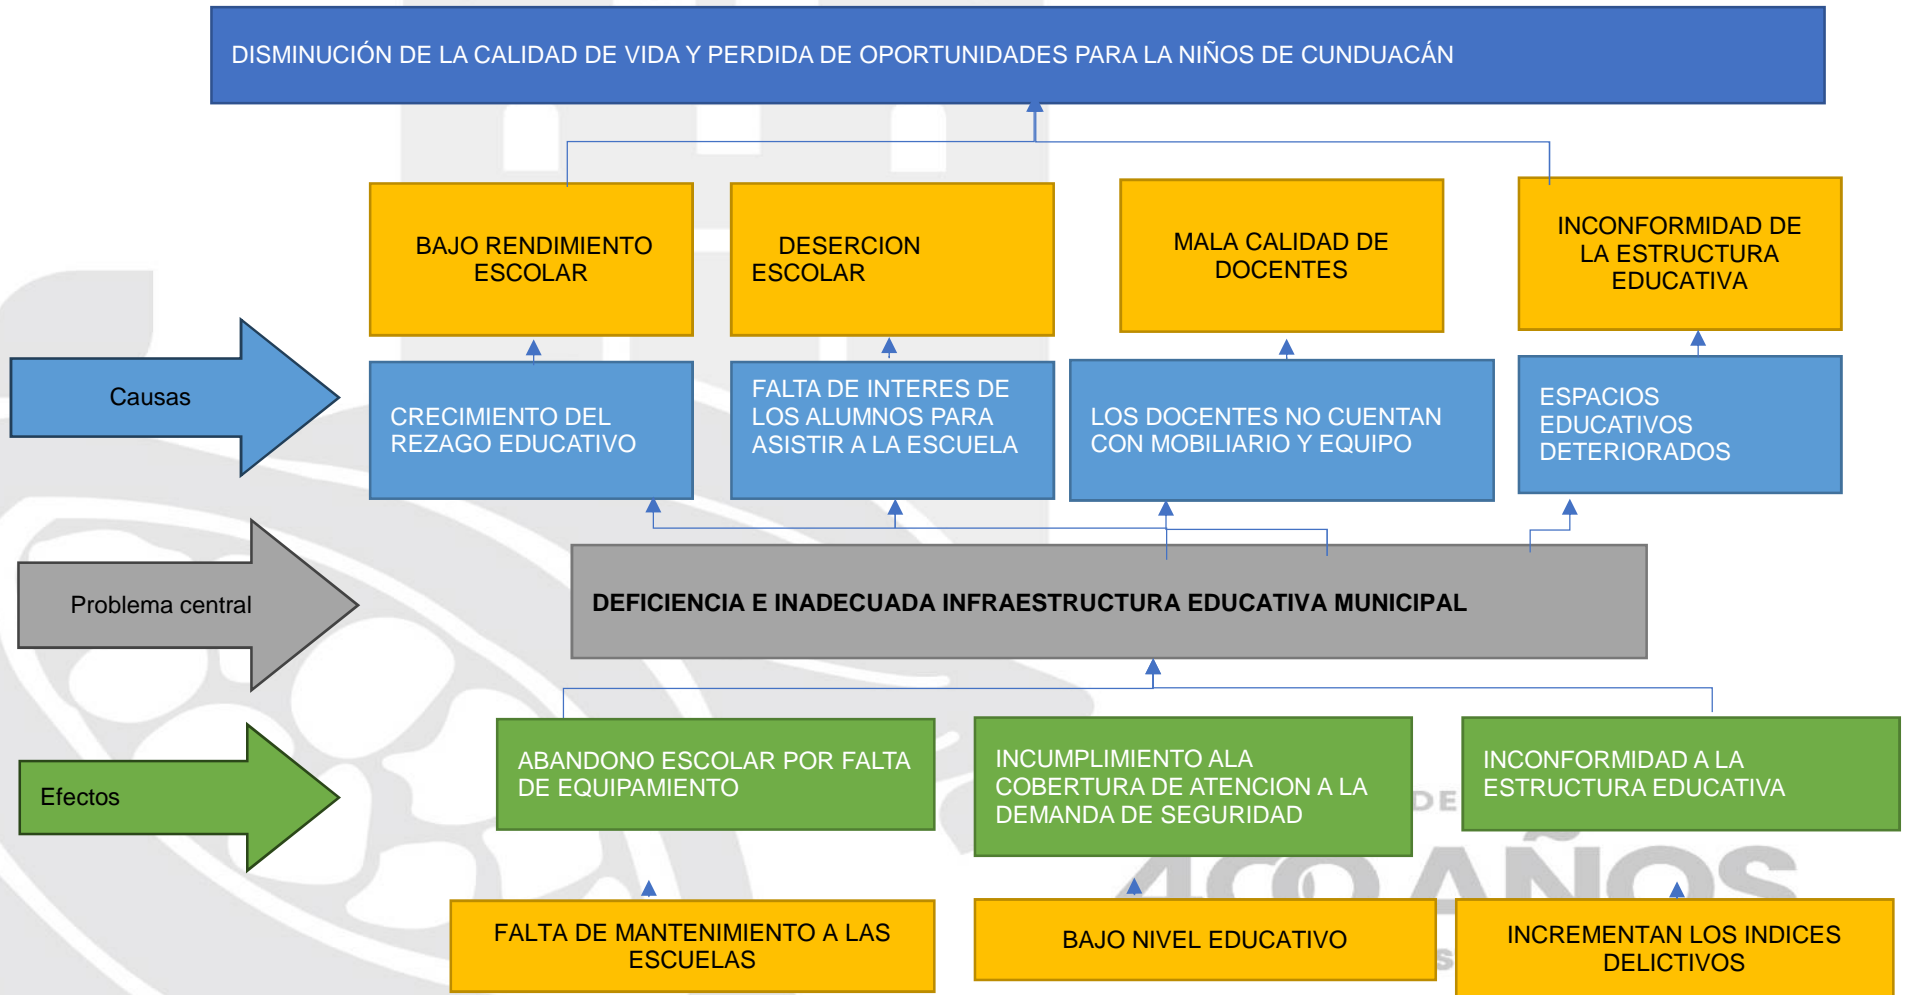 DISMINUCIÓN DE LA CALIDAD DE VIDA Y PERDIDA DE OPORTUNIDADES PARA LA NIÑOS DE CUNDUACÁN
BAJO RENDIMIENTO
ESCOLAR
DESERCION
ESCOLAR
MALA CALIDAD DE
DOCENTES
INCONFORMIDAD DE
LA ESTRUCTURA
EDUCATIVA
Causas
CRECIMIENTO DEL
REZAGO EDUCATIVO
FALTA DE INTERES DE
LOS ALUMNOS PARA
ASISTIR A LA ESCUELA
LOS DOCENTES NO CUENTAN
CON MOBILIARIO Y EQUIPO
ESPACIOS
EDUCATIVOS
DETERIORADOS
Problema central
DEFICIENCIA E INADECUADA INFRAESTRUCTURA EDUCATIVA MUNICIPAL
Efectos
ABANDONO ESCOLAR POR FALTA
DE EQUIPAMIENTO
INCUMPLIMIENTO ALA
COBERTURA DE ATENCION A LA
DEMANDA DE SEGURIDAD
INCONFORMIDAD A LA
ESTRUCTURA EDUCATIVA
DE
400 AÑOS
FALTA DE MANTENIMIENTO A LAS
ESCUELAS
BAJO NIVEL EDUCATIVO
INCREMENTAN LOS INDICES
DELICTIVOS